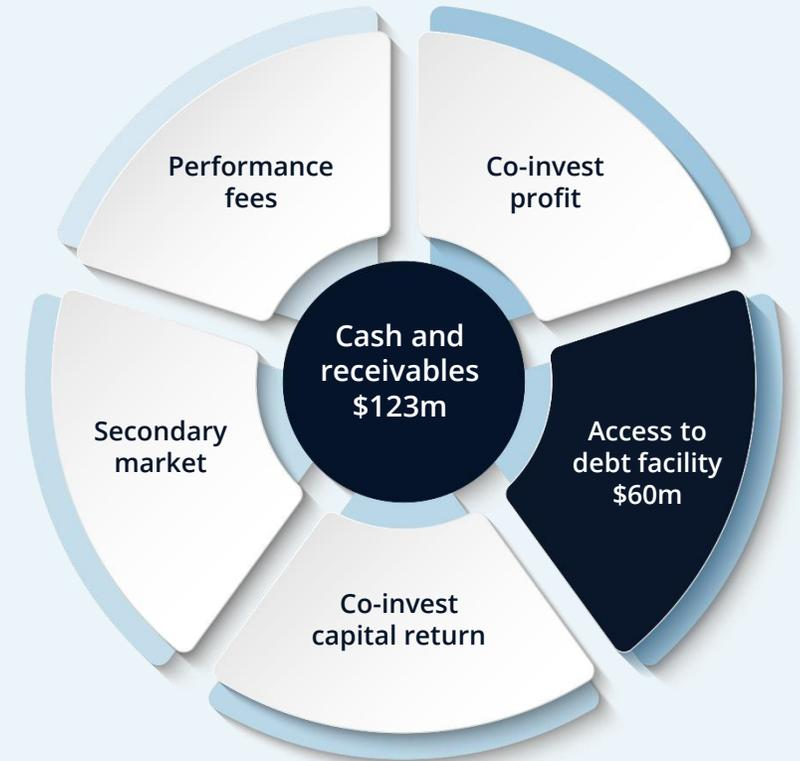 Performance
fees
Co-invest
profit
Cash and
receivables
$123m
Secondary
market
Access to
debt facility
$60m
Co-invest
capital return